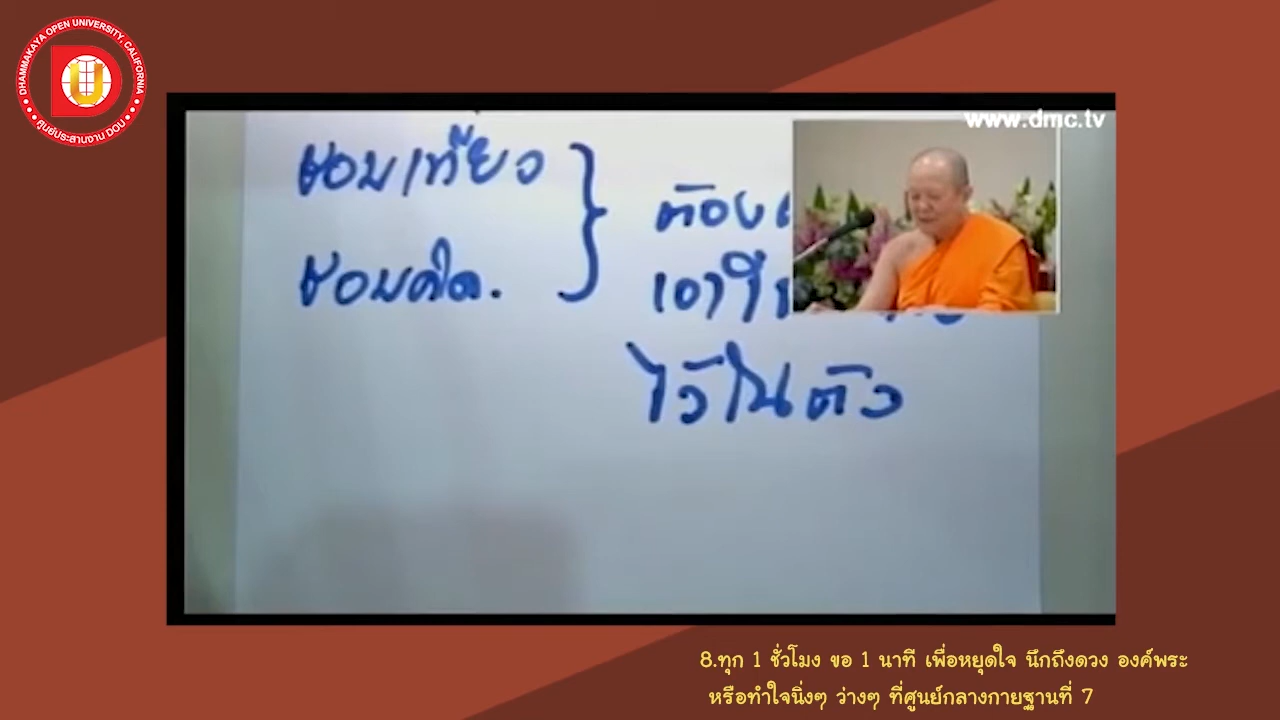 DHAMMAKAYA OPEN UNIVERSITY, CALIFORNIA
DU
ศูนย์ประสานงาน DOU
www.dmc.tv
ชอบเที่ยว
ชอบคิด.
ต้อง
ไว้ในตัว
8.ทุก 1 ชั่วโมง ขอ 1 นาที เพื่อหยุดใจ นึกถึงดวง องค์พระ
หรือทำใจนิ่งๆ ว่างๆ ที่ศูนย์กลางกายฐานที่ 7